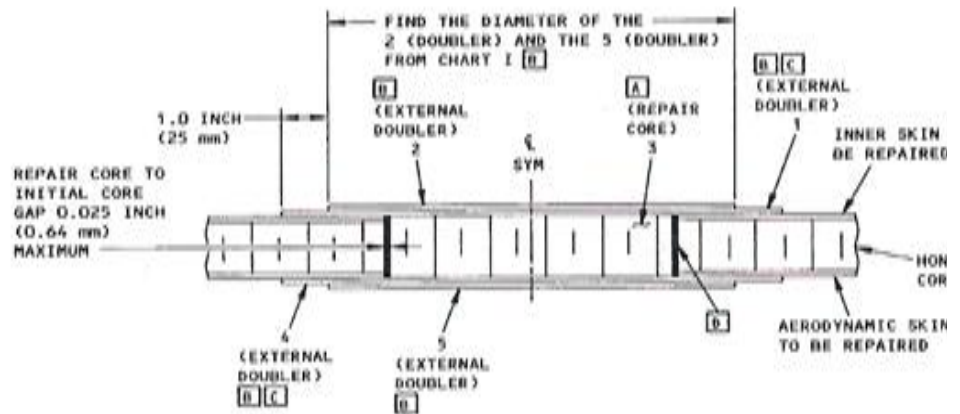 FIND THE DIAMETER OF THE
2 (DOUBLER) AND THE 5 (DOUBLER)
FROM CHART I B
B
(EXTERNAL
DOUBLER)
2
A
(REPAIR
CORE)
3
B C
(EXTERNAL
DOUBLER)
1
1.0 INCH
(25 mm)
℄
SYM
INNER SKIN
BE REPAIRED
REPAIR CORE TO
INITIAL CORE
GAP 0.025 INCH
(0.64 mm)
MAXIMUM
HON
COR
4
(EXTERNAL
DOUBLER)
B C
5
(EXTERNAL
DOUBLER)
B
AERODYNAMIC SKIN
TO BE REPAIRED